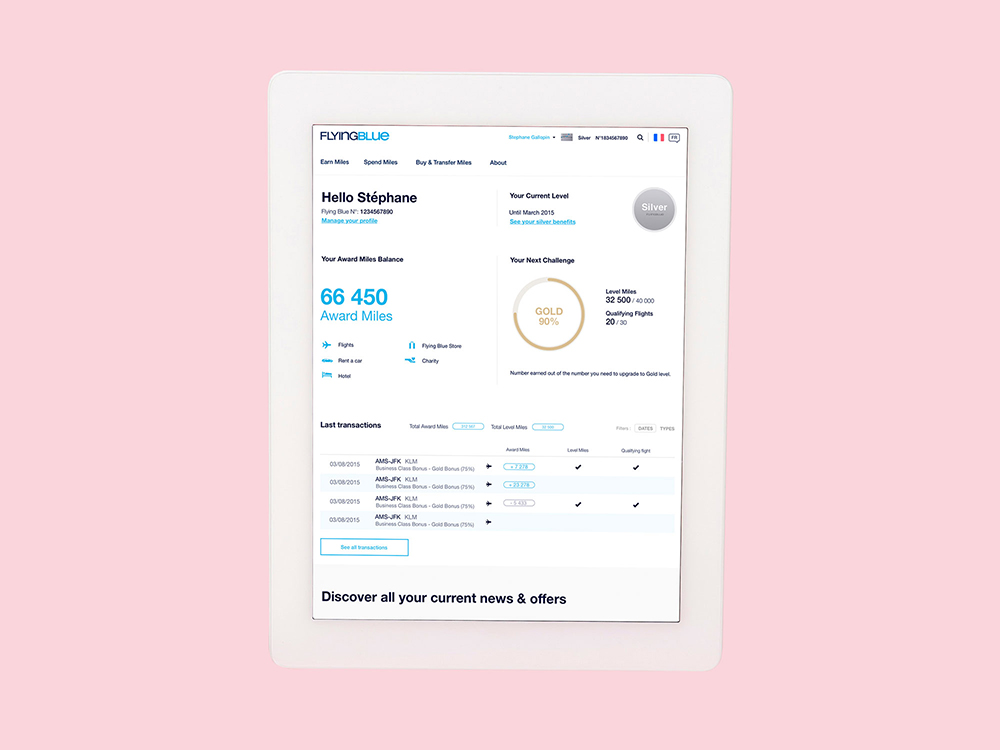 FLYINGBLUE
Stephane Galopin Silver N°1234567890 FR
Earn Miles Spend Miles Buy & Transfer Miles About
Hello Stéphane
Flying Blue N°: 1234567890
Manage your profile
Your Current Level
Until March 2015
See your silver benefits
Silver
Your Award Miles Balance
66 450
Award Miles
Flights
Flying Blue Store
Rent a car
Charity
Hotel
Your Next Challenge
GOLD
90%
Level Miles
32 500 / 40 000
Qualifying Flights
20 / 30
Number earned out of the number you need to upgrade to Gold level.
Last transactions Total Award Miles Total Level Miles Filters : DATES TYPES
Award Miles Level Miles Qualifying flight
03/08/2015 AMS-JFK KLM + 7 278
Business Class Bonus - Gold Bonus (75%)
03/08/2015 AMS-JFK KLM + 23 278
Business Class Bonus - Gold Bonus (75%)
03/08/2015 AMS-JFK KLM - 5 433
Business Class Bonus - Gold Bonus (75%)
03/08/2015 AMS-JFK KLM
Business Class Bonus - Gold Bonus (75%)
See all transactions
Discover all your current news & offers